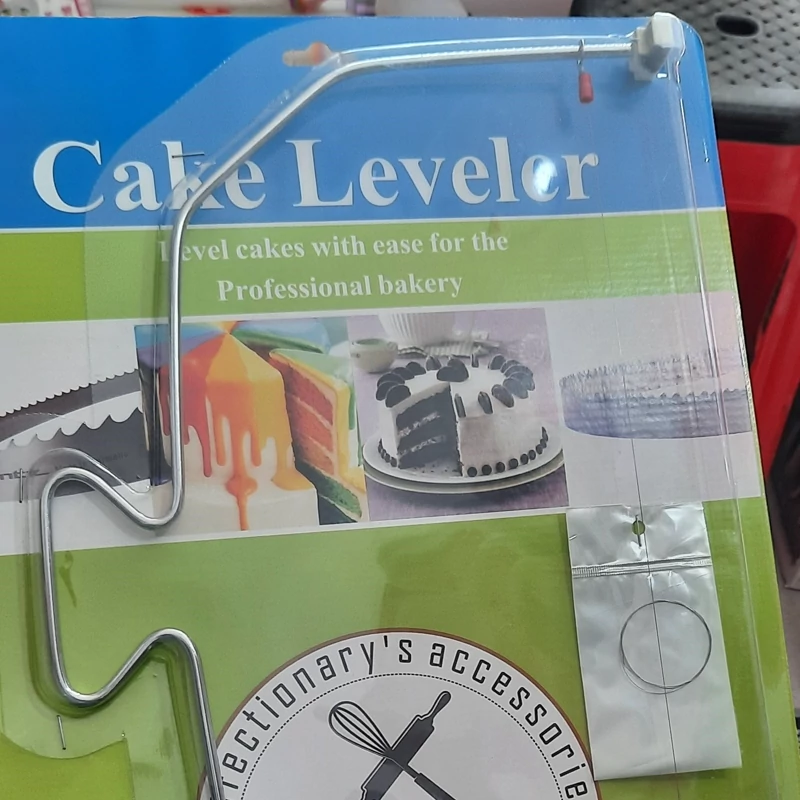 Cake Leveler
Level cakes with ease for the
Professional bakery
ectionary's accessorie